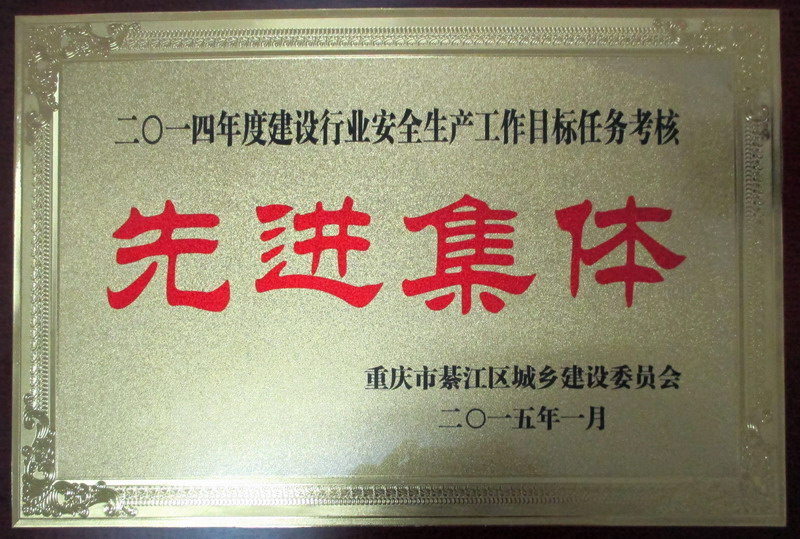 二〇一四年度建设行业安全生产工作目标任务考核
先进集体
重庆市綦江区城乡建设委员会
二〇一五年一月